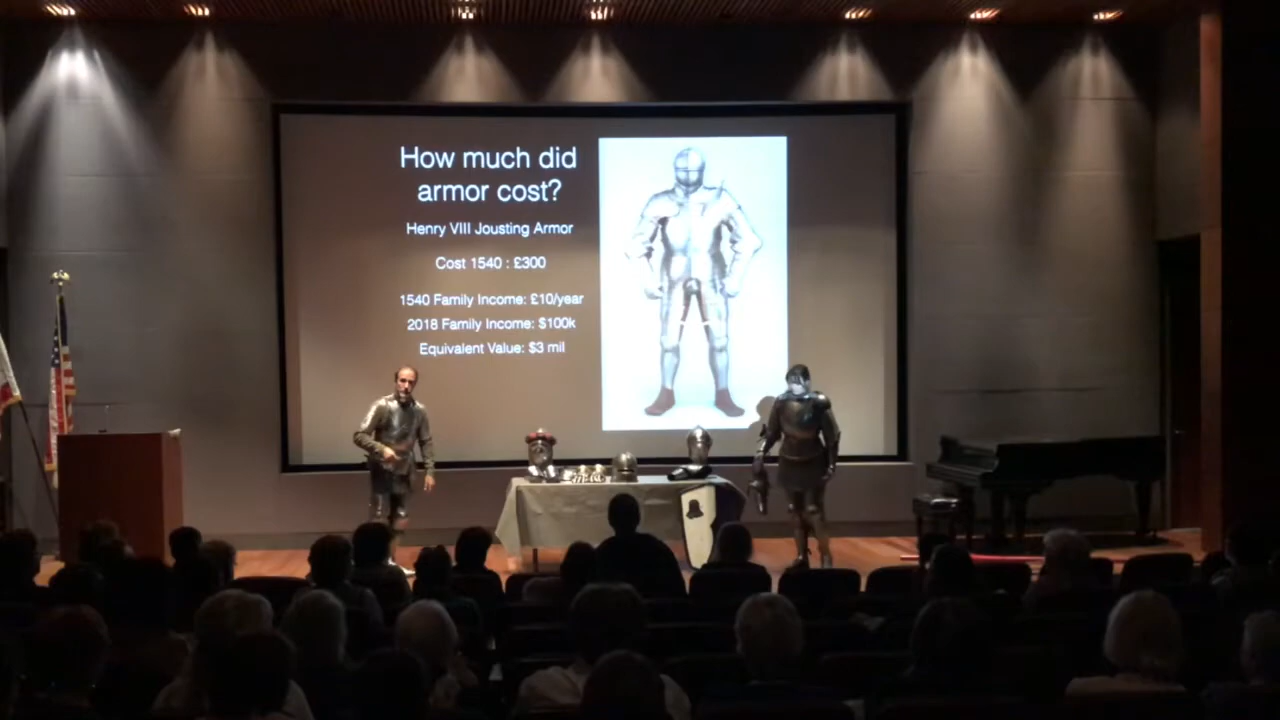 How much did
armor cost?
Henry VIII Jousting Armor
Cost 1540 : £300
1540 Family Income: £10/year
2018 Family Income: $100k
Equivalent Value: $3 mil